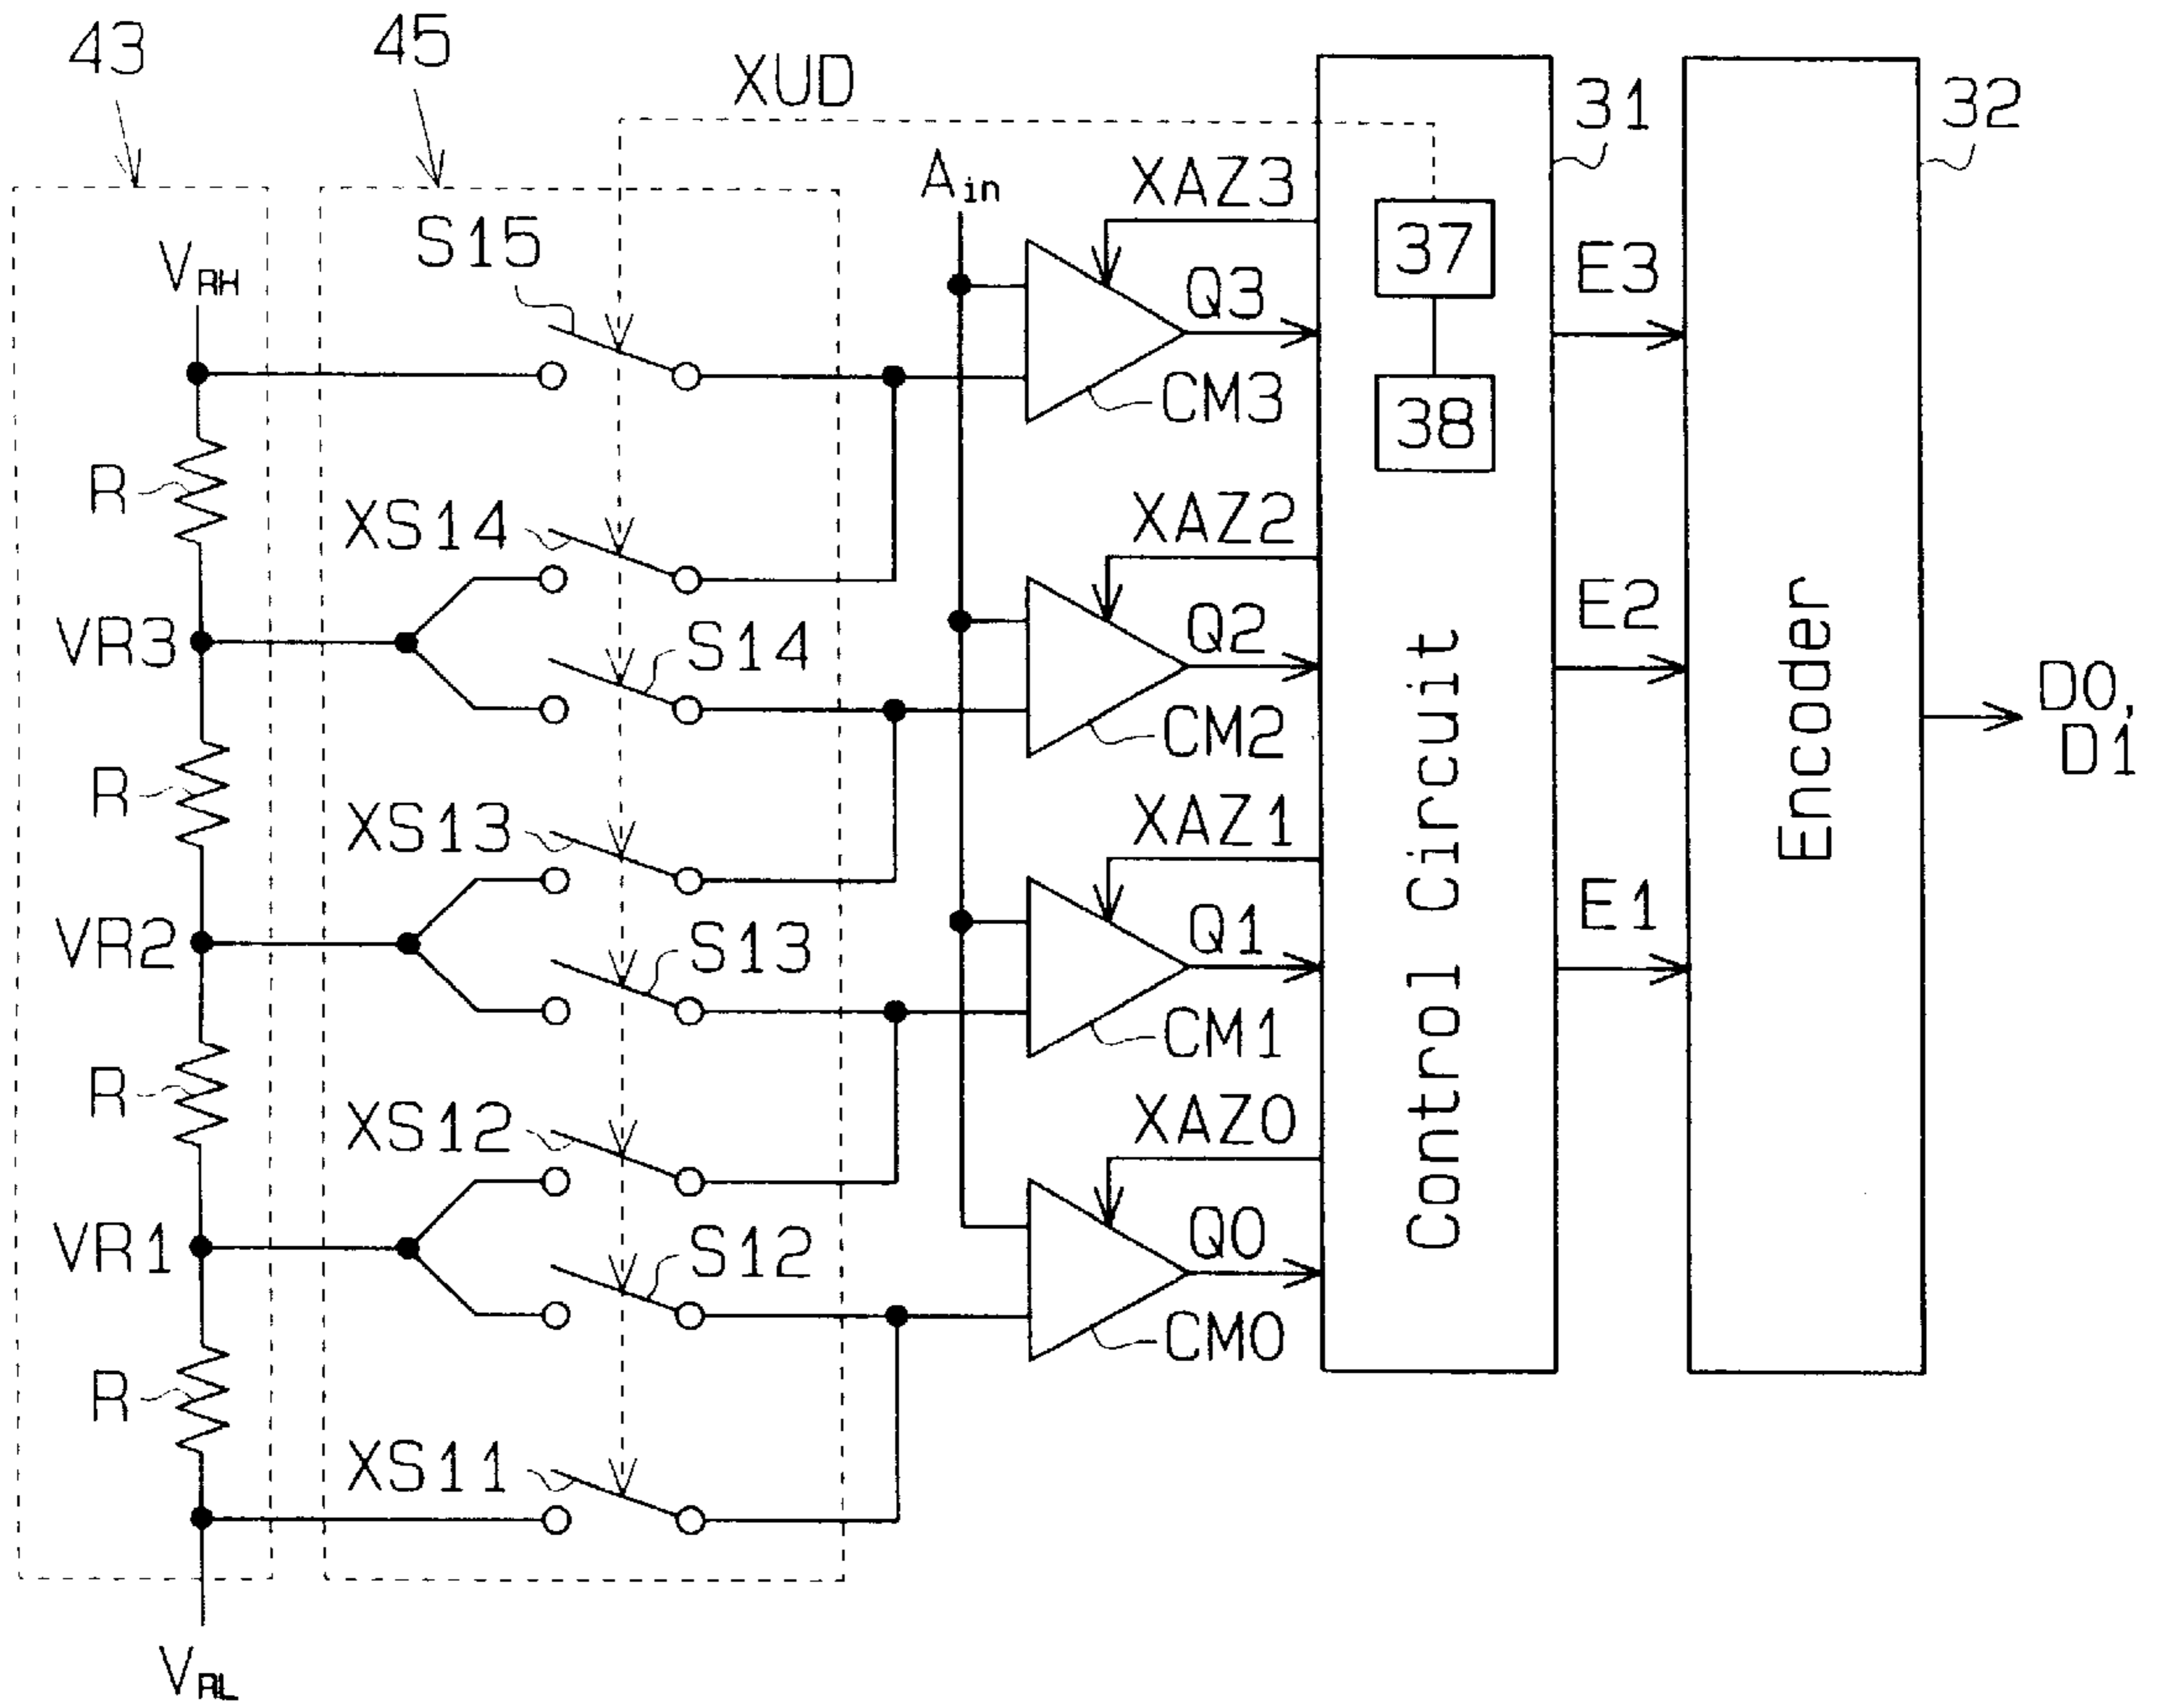 43
45
XUD
31
32
Ain
XAZ3
S15
37
E3
VRH
Q3
CM3
38
R
XS14
XAZ2
E2
VR3
S14
Q2
Control Circuit
Encoder
D0,
D1
CM2
R
XS13
XAZ1
E1
VR2
S13
Q1
CM1
R
XS12
XAZ0
VR1
S12
Q0
CM0
R
XS11
VRL